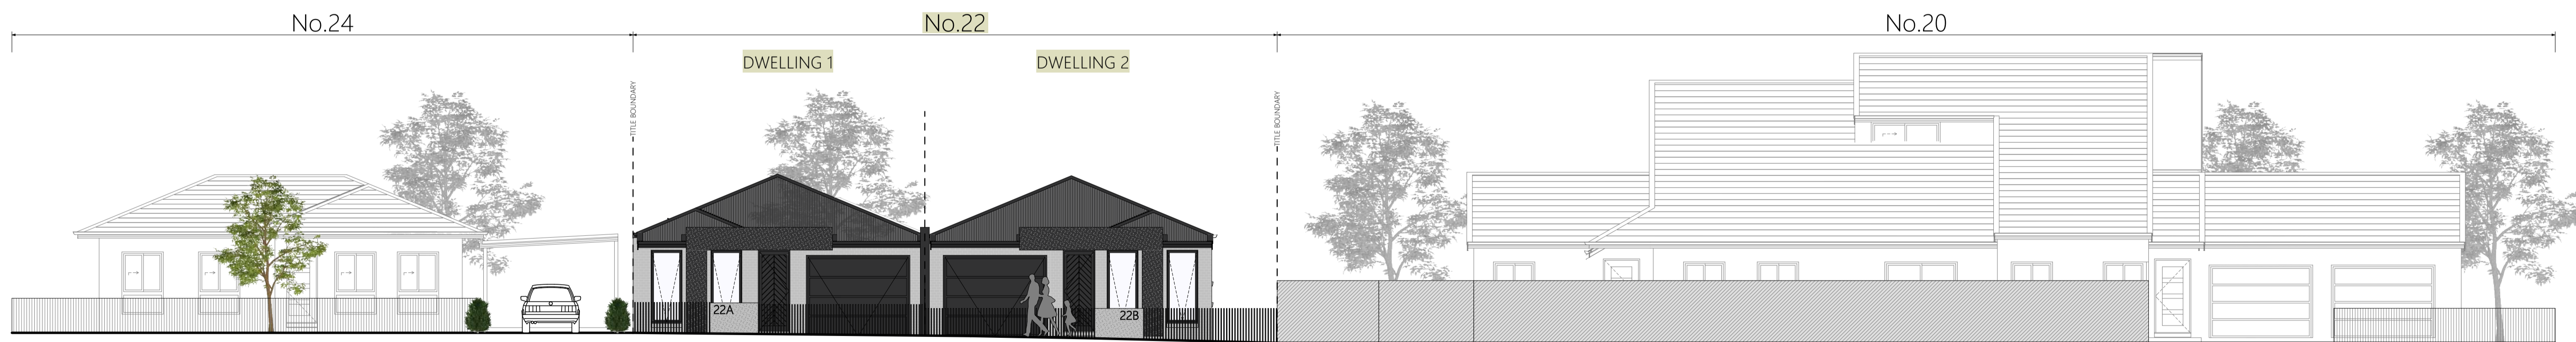 No.24
No.22
No.20
DWELLING 1
DWELLING 2
TITLE BOUNDARY
TITLE BOUNDARY
22A
22B